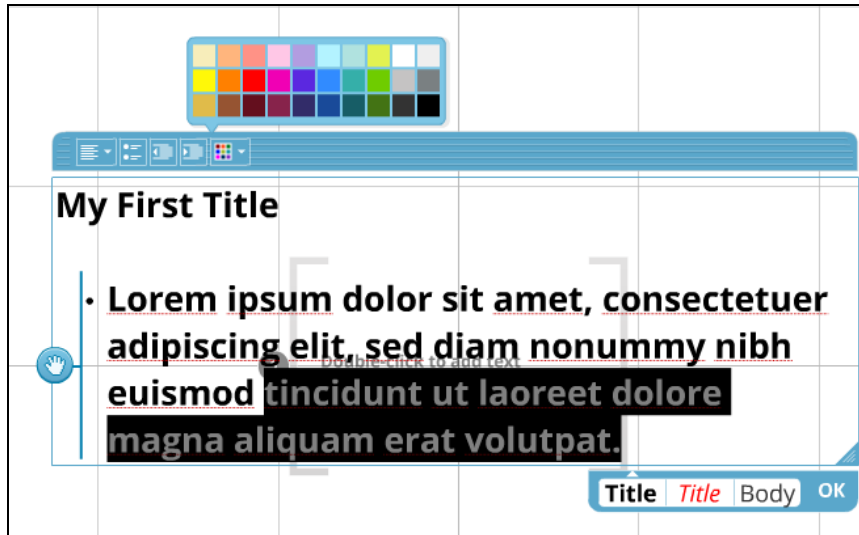 My First Title
• Lorem ipsum dolor sit amet, consectetuer
adipiscing elit, sed diam nonummy nibh
Double-click to add text
euismod tincidunt ut laoreet dolore
magna aliquam erat volutpat.
Title Title Body OK